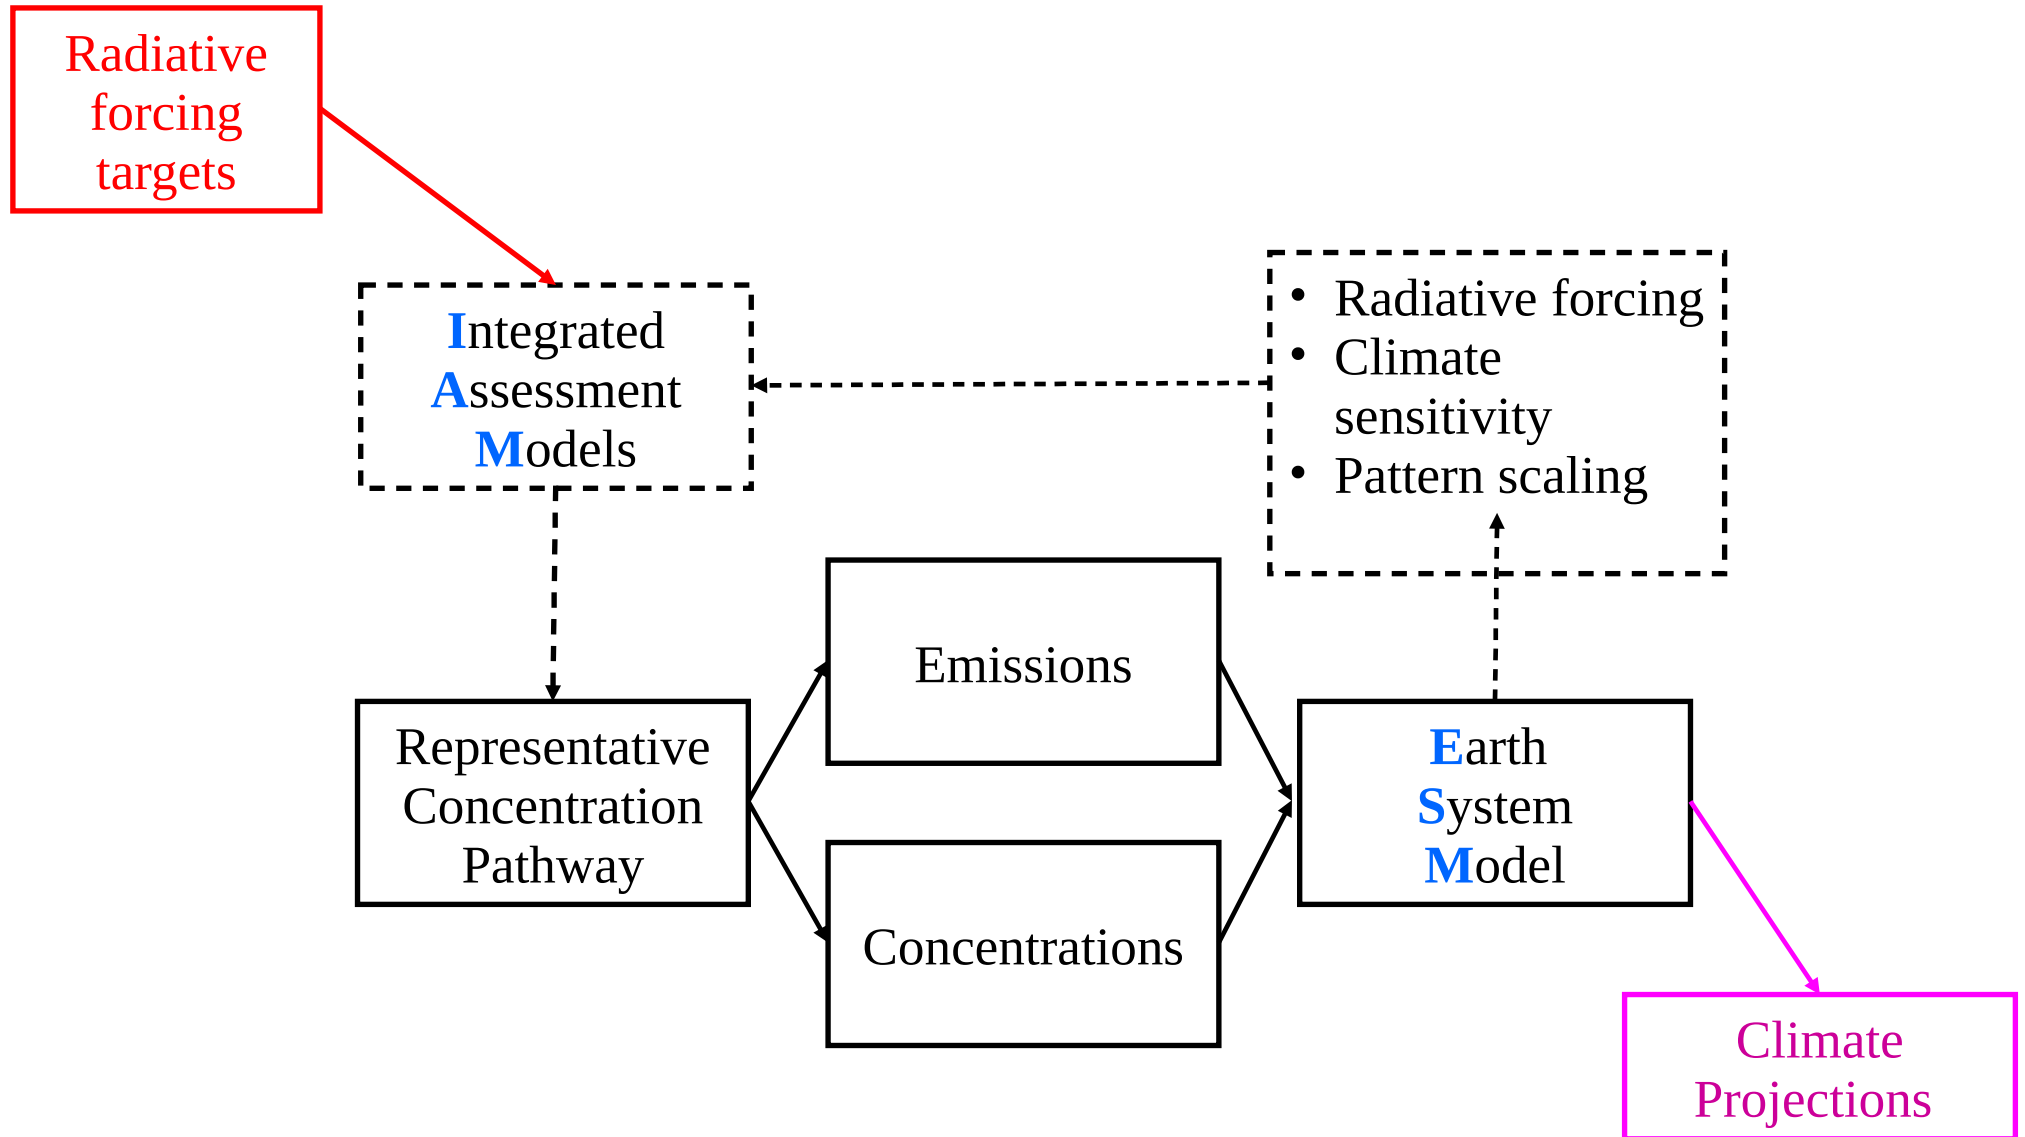 Radiative
forcing
targets
Integrated
Assessment
Models
• Radiative forcing
• Climate
sensitivity
• Pattern scaling
Emissions
Representative
Concentration
Pathway
Earth
System
Model
Concentrations
Climate
Projections